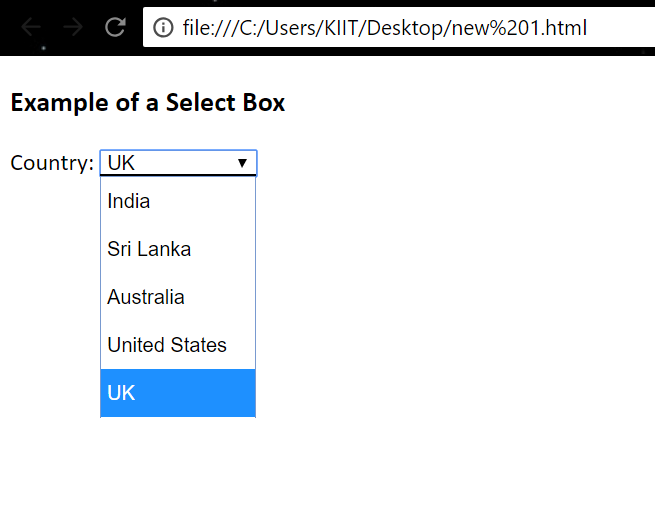 file:///C:/Users/KIIT/Desktop/new%201.html
Example of a Select Box
Country: UK
India
Sri Lanka
Australia
United States
UK